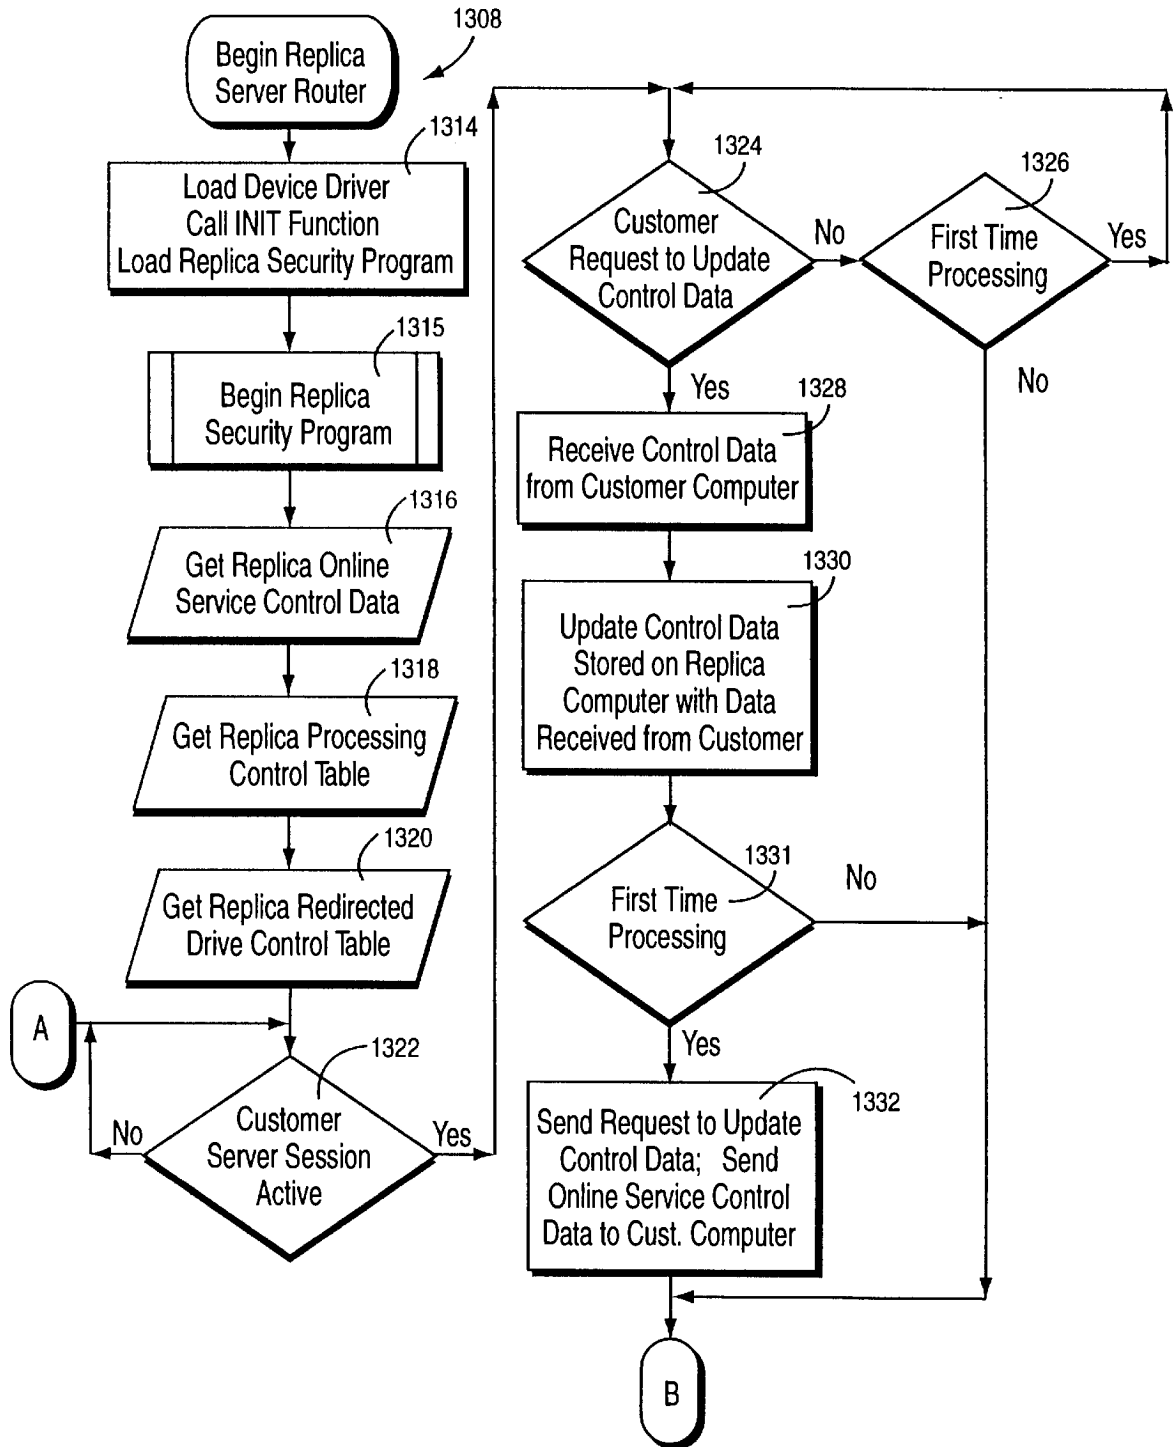 1308
Begin Replica
Server Router
1314
Load Device Driver
Call INIT Function
Load Replica Security Program
1315
Begin Replica
Security Program
1316
Get Replica Online
Service Control Data
1318
Get Replica Processing
Control Table
1320
Get Replica Redirected
Drive Control Table
A
1322
Customer
Server Session
Active
No
Yes
1324
Customer
Request to Update
Control Data
No
Yes
1326
First Time
Processing
Yes
No
1328
Receive Control Data
from Customer Computer
1330
Update Control Data
Stored on Replica
Computer with Data
Received from Customer
1331
First Time
Processing
No
Yes
1332
Send Request to Update
Control Data; Send
Online Service Control
Data to Cust. Computer
B